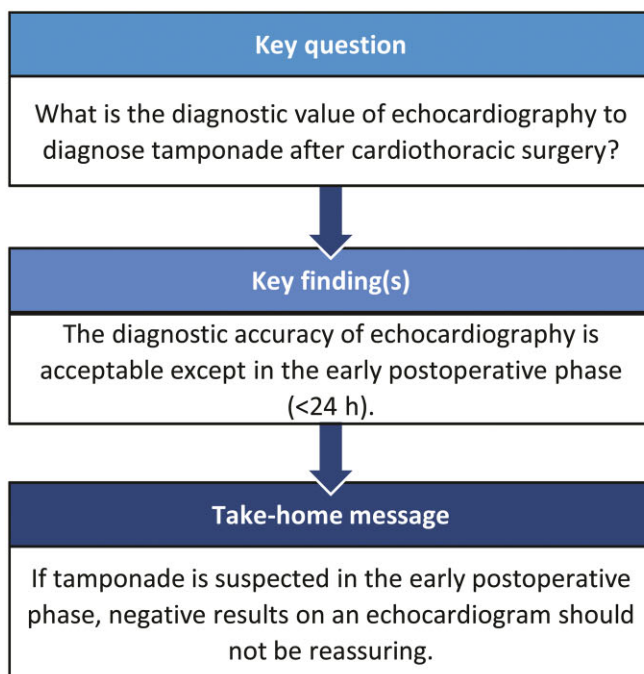 Key question
What is the diagnostic value of echocardiography to
diagnose tamponade after cardiothoracic surgery?
Key finding(s)
The diagnostic accuracy of echocardiography is
acceptable except in the early postoperative phase
(<24 h).
Take-home message
If tamponade is suspected in the early postoperative
phase, negative results on an echocardiogram should
not be reassuring.